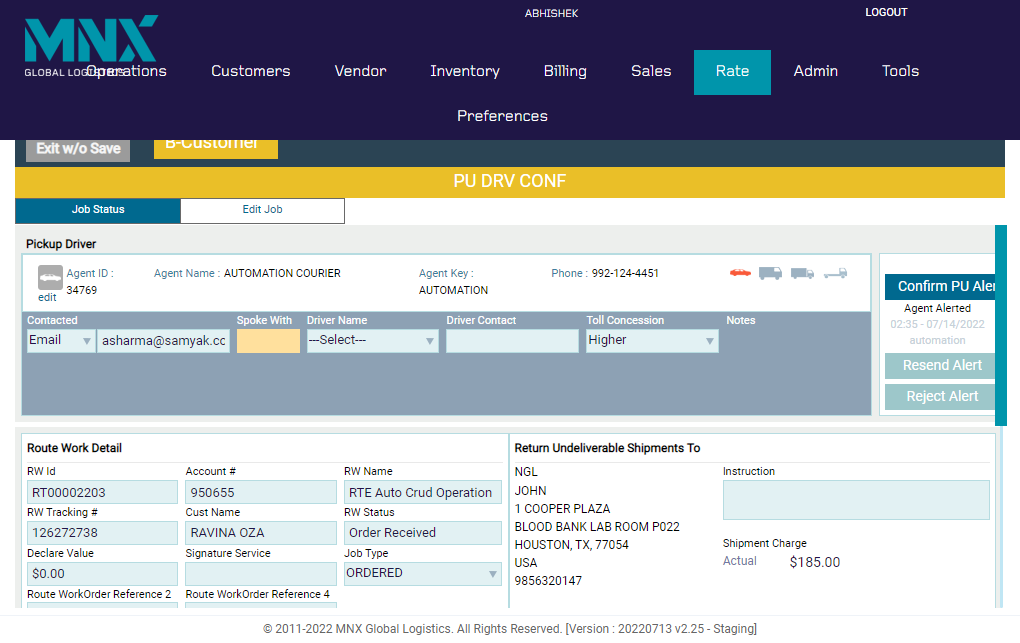 ABHISHEK LOGOUT
MNX
GLOBAL LOGISTICS
Operations Customers Vendor Inventory Billing Sales Rate Admin Tools
Preferences
Exit w/o Save B-Customer
PU DRV CONF
Job Status Edit Job
Pickup Driver
Agent ID : Agent Name : AUTOMATION COURIER Agent Key : Phone : 992-124-4451
34769 AUTOMATION
edit
Confirm PU Aler
Agent Alerted
02:35 - 07/14/2022
automation
Resend Alert
Reject Alert
Contacted Spoke With Driver Name Driver Contact Toll Concession Notes
Email asharma@samyak.cc ---Select--- Higher
Route Work Detail
RW Id Account # RW Name
RT00002203 950655 RTE Auto Crud Operation
RW Tracking # Cust Name RW Status
126272738 RAVINA OZA Order Received
Declare Value Signature Service Job Type
$0.00 ORDERED
Route WorkOrder Reference 2 Route WorkOrder Reference 4
Return Undeliverable Shipments To
NGL
JOHN
1 COOPER PLAZA
BLOOD BANK LAB ROOM P022
HOUSTON, TX, 77054
USA
9856320147
Instruction
Shipment Charge
Actual $185.00
© 2011-2022 MNX Global Logistics. All Rights Reserved. [Version : 20220713 v2.25 - Staging]